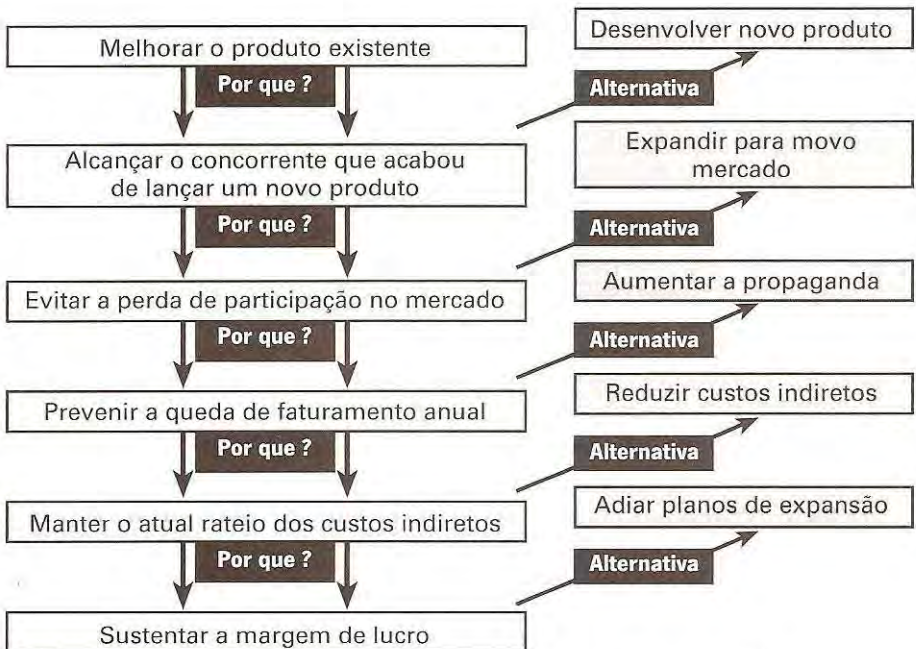 Melhorar o produto existente
Desenvolver novo produto
Por que ?
Alternativa
Alcançar o concorrente que acabou
de lançar um novo produto
Expandir para movo
mercado
Por que ?
Alternativa
Evitar a perda de participação no mercado
Aumentar a propaganda
Por que ?
Alternativa
Prevenir a queda de faturamento anual
Reduzir custos indiretos
Por que ?
Alternativa
Manter o atual rateio dos custos indiretos
Adiar planos de expansão
Por que ?
Alternativa
Sustentar a margem de lucro